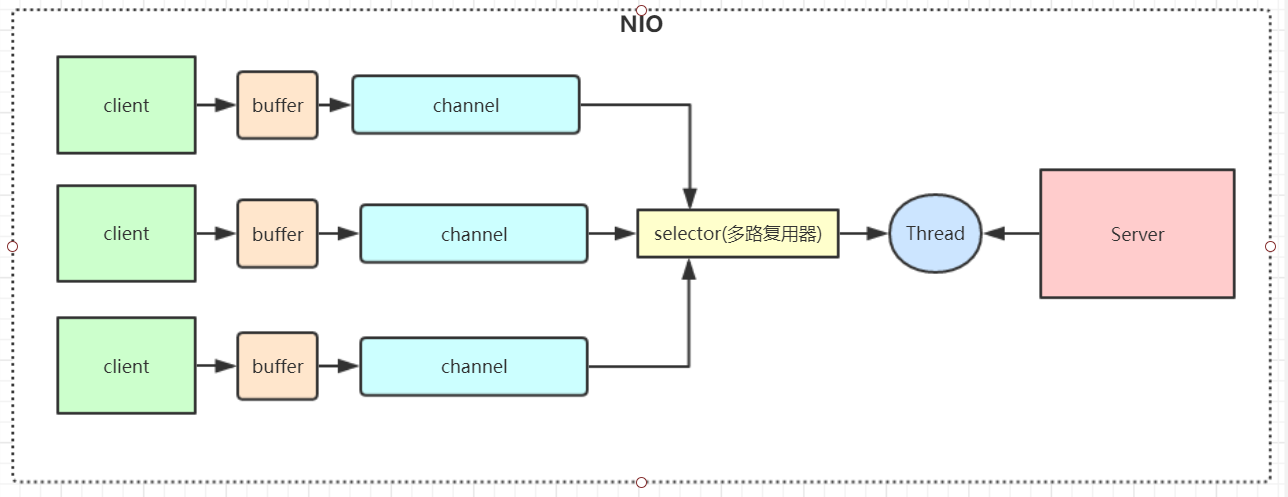 NIO
client
buffer
channel
client
buffer
channel
selector(多路复用器)
Thread
Server
client
buffer
channel